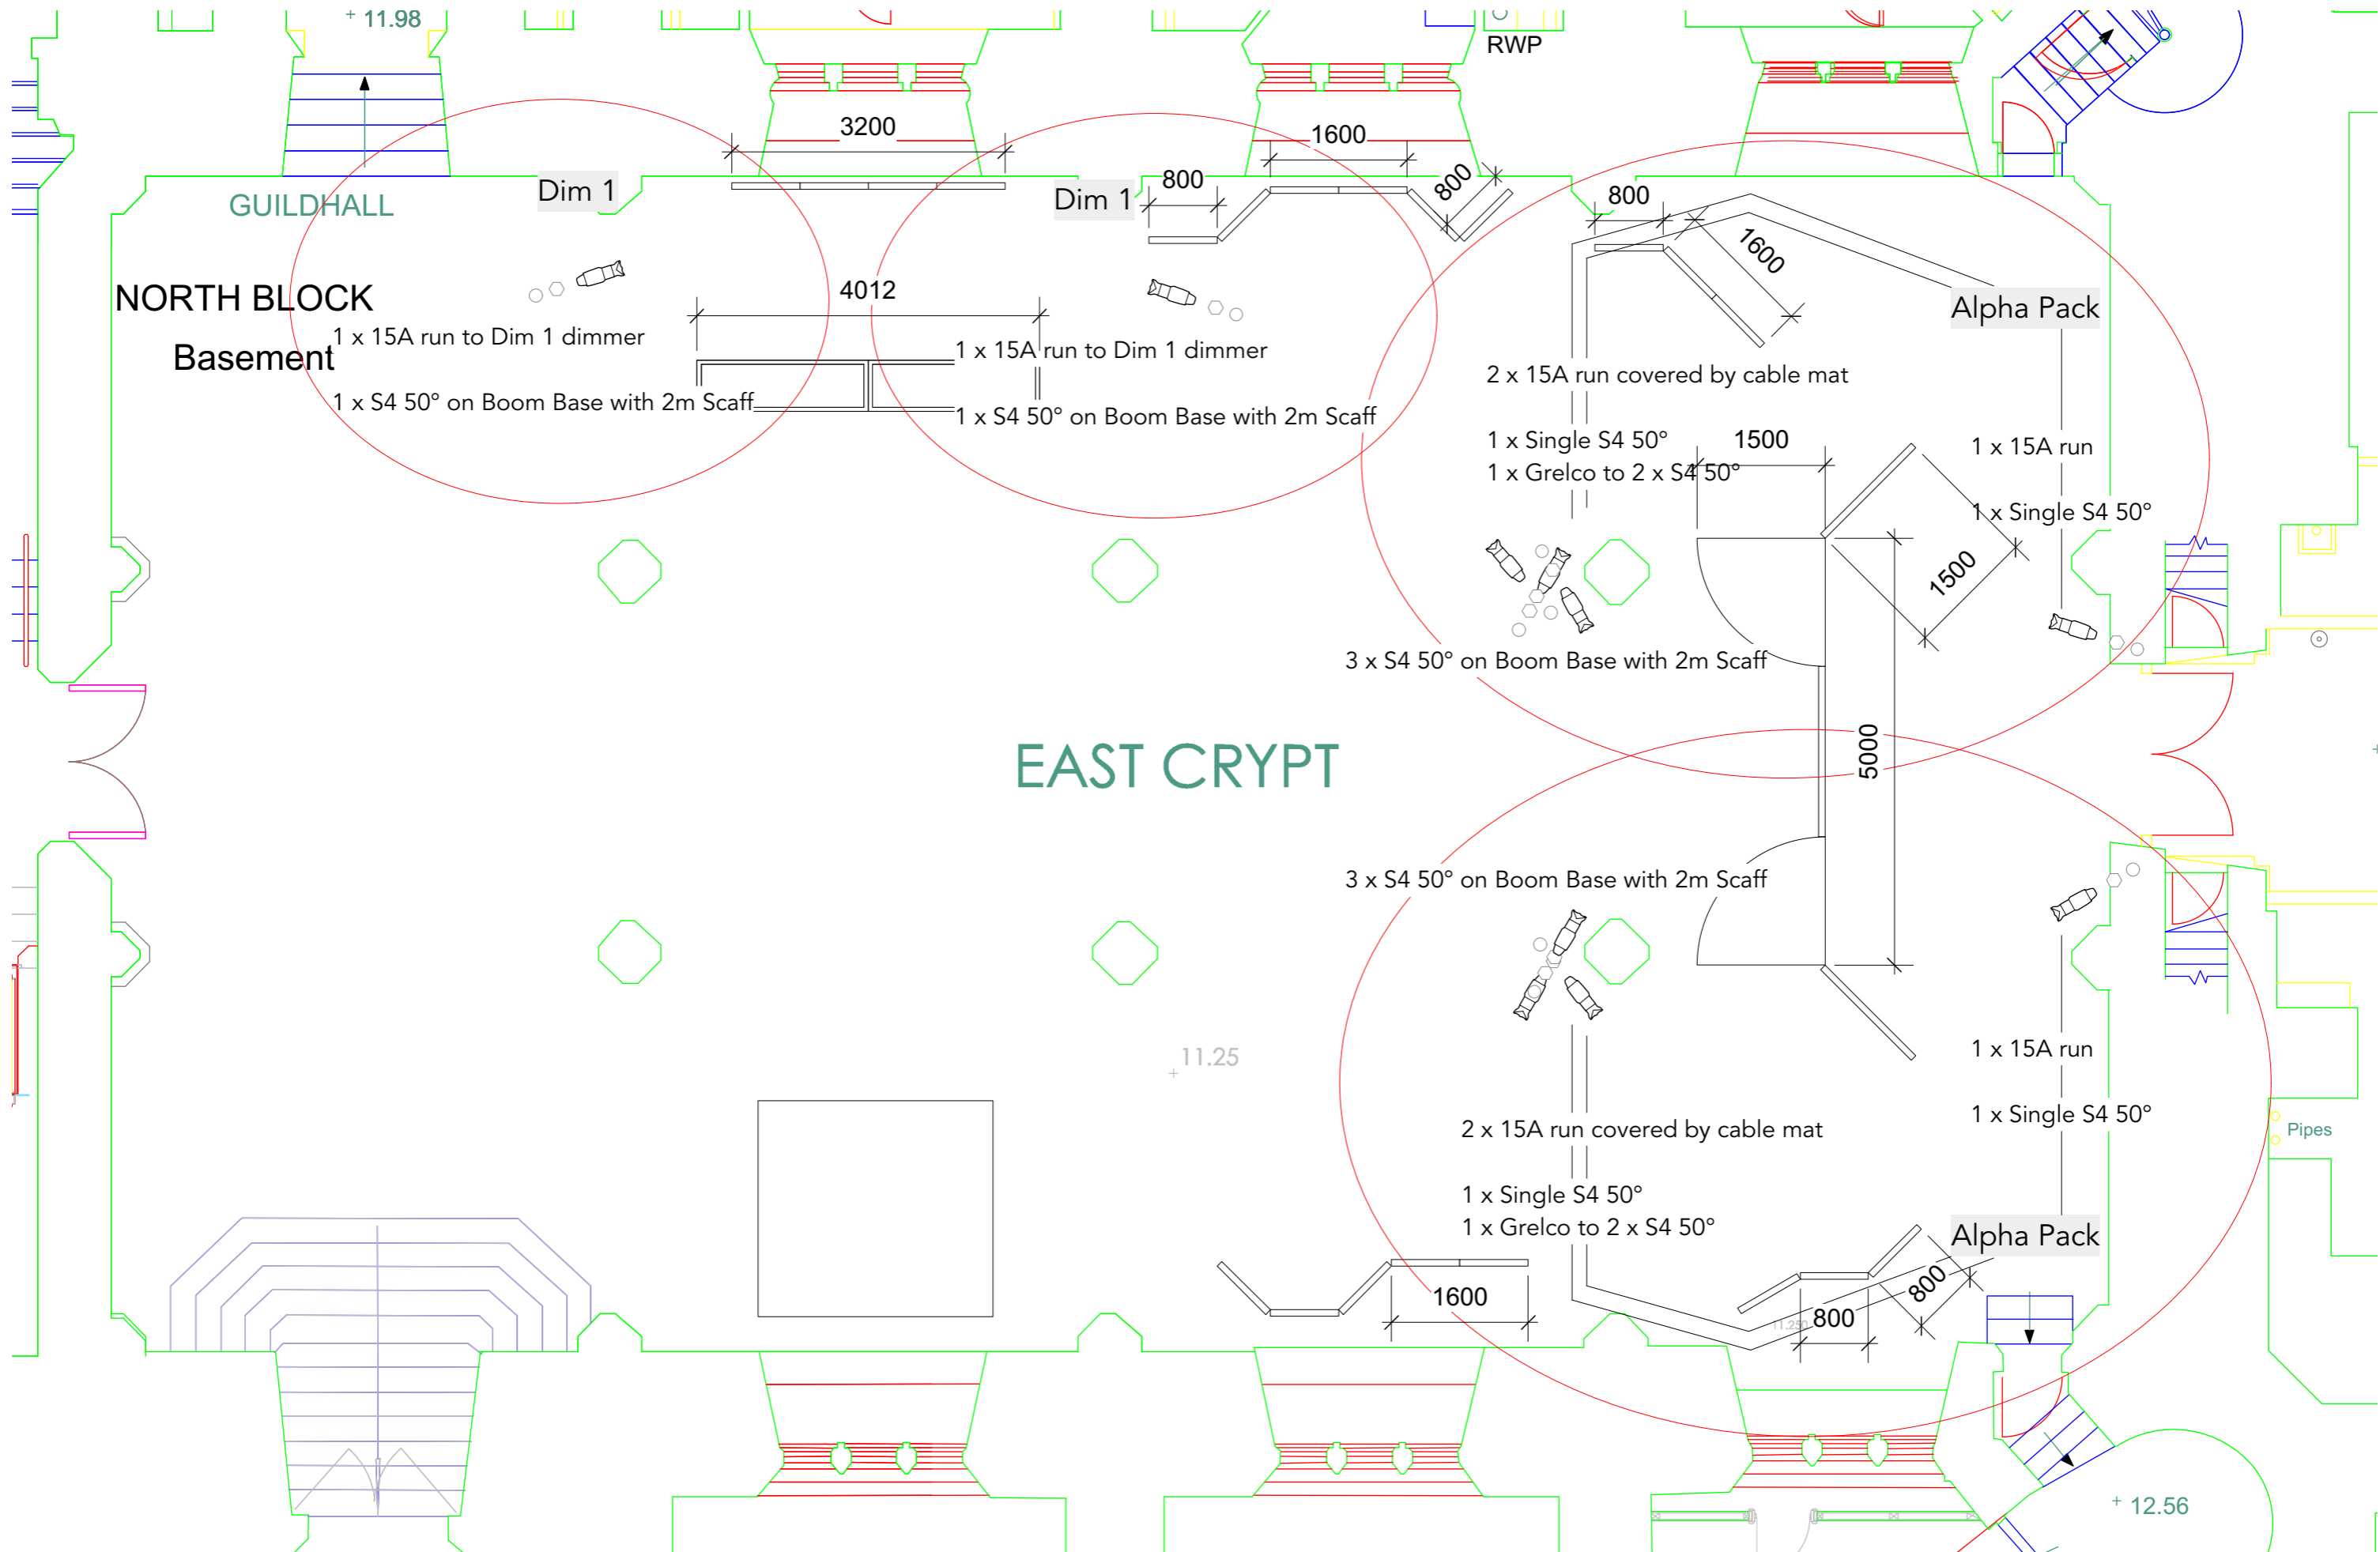 + 11.98
RWP
3200
1600
800
800
800
1600
Dim 1
Dim 1
GUILDHALL
NORTH BLOCK
Basement
4012
Alpha Pack
1 x 15A run to Dim 1 dimmer
1 x S4 50° on Boom Base with 2m Scaff
1 x 15A run to Dim 1 dimmer
1 x S4 50° on Boom Base with 2m Scaff
2 x 15A run covered by cable mat
1 x Single S4 50°
1 x Grelco to 2 x S4 50°
1500
1 x 15A run
1 x Single S4 50°
1500
3 x S4 50° on Boom Base with 2m Scaff
EAST CRYPT
5000
3 x S4 50° on Boom Base with 2m Scaff
+ 11.25
1 x 15A run
1 x Single S4 50°
2 x 15A run covered by cable mat
1 x Single S4 50°
1 x Grelco to 2 x S4 50°
Pipes
Alpha Pack
1600
800
800
11.250
+ 12.56